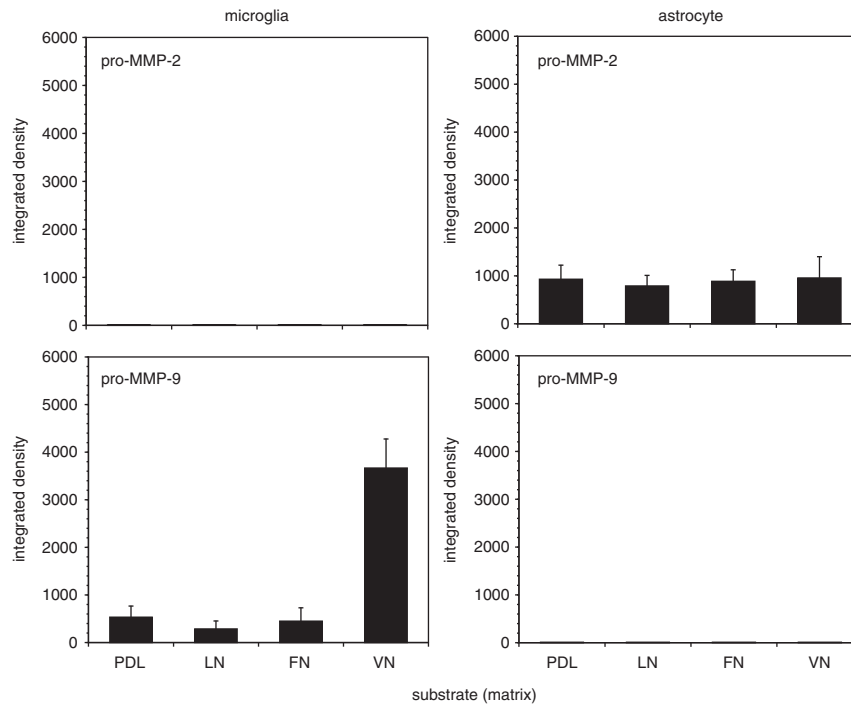 microglia
astrocyte
pro-MMP-2
6000
5000
4000
3000
2000
1000
0
integrated density
pro-MMP-2
6000
5000
4000
3000
2000
1000
0
integrated density
pro-MMP-9
6000
5000
4000
3000
2000
1000
0
integrated density
PDL LN FN VN
pro-MMP-9
6000
5000
4000
3000
2000
1000
0
integrated density
PDL LN FN VN
substrate (matrix)